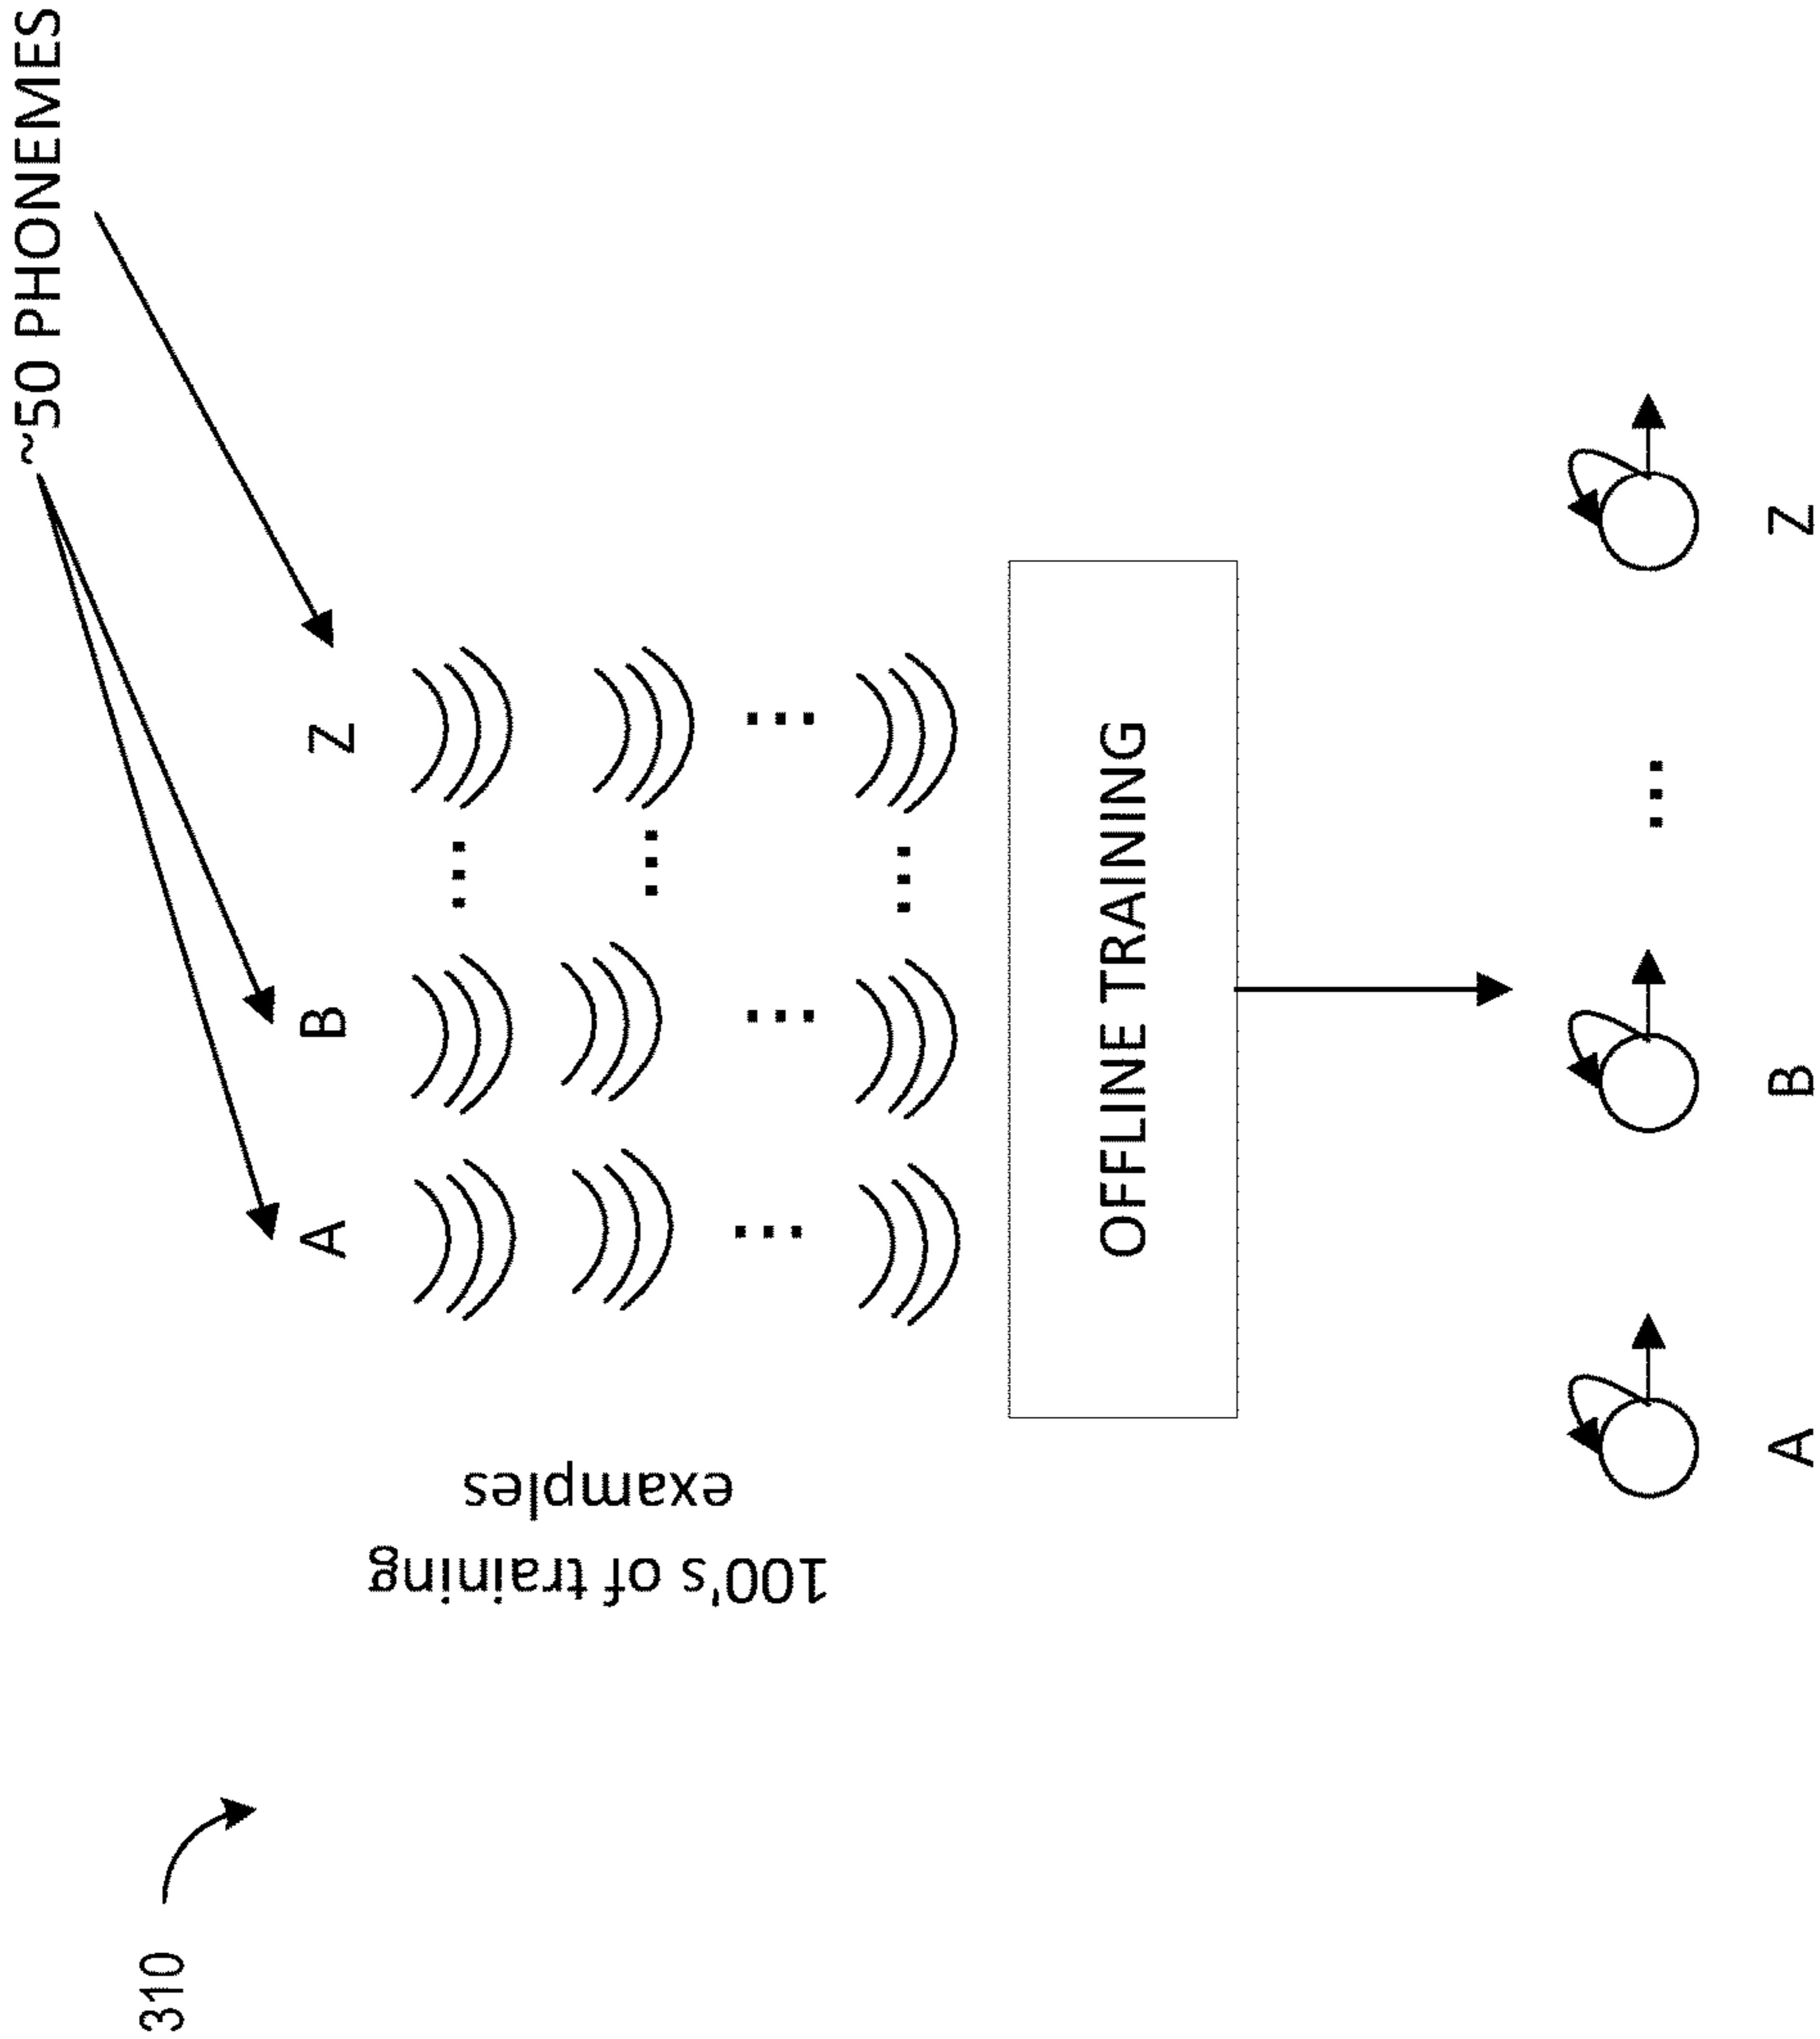 310
~50 PHONEMES
A B Z
100's of training
examples
OFFLINE TRAINING
A B Z